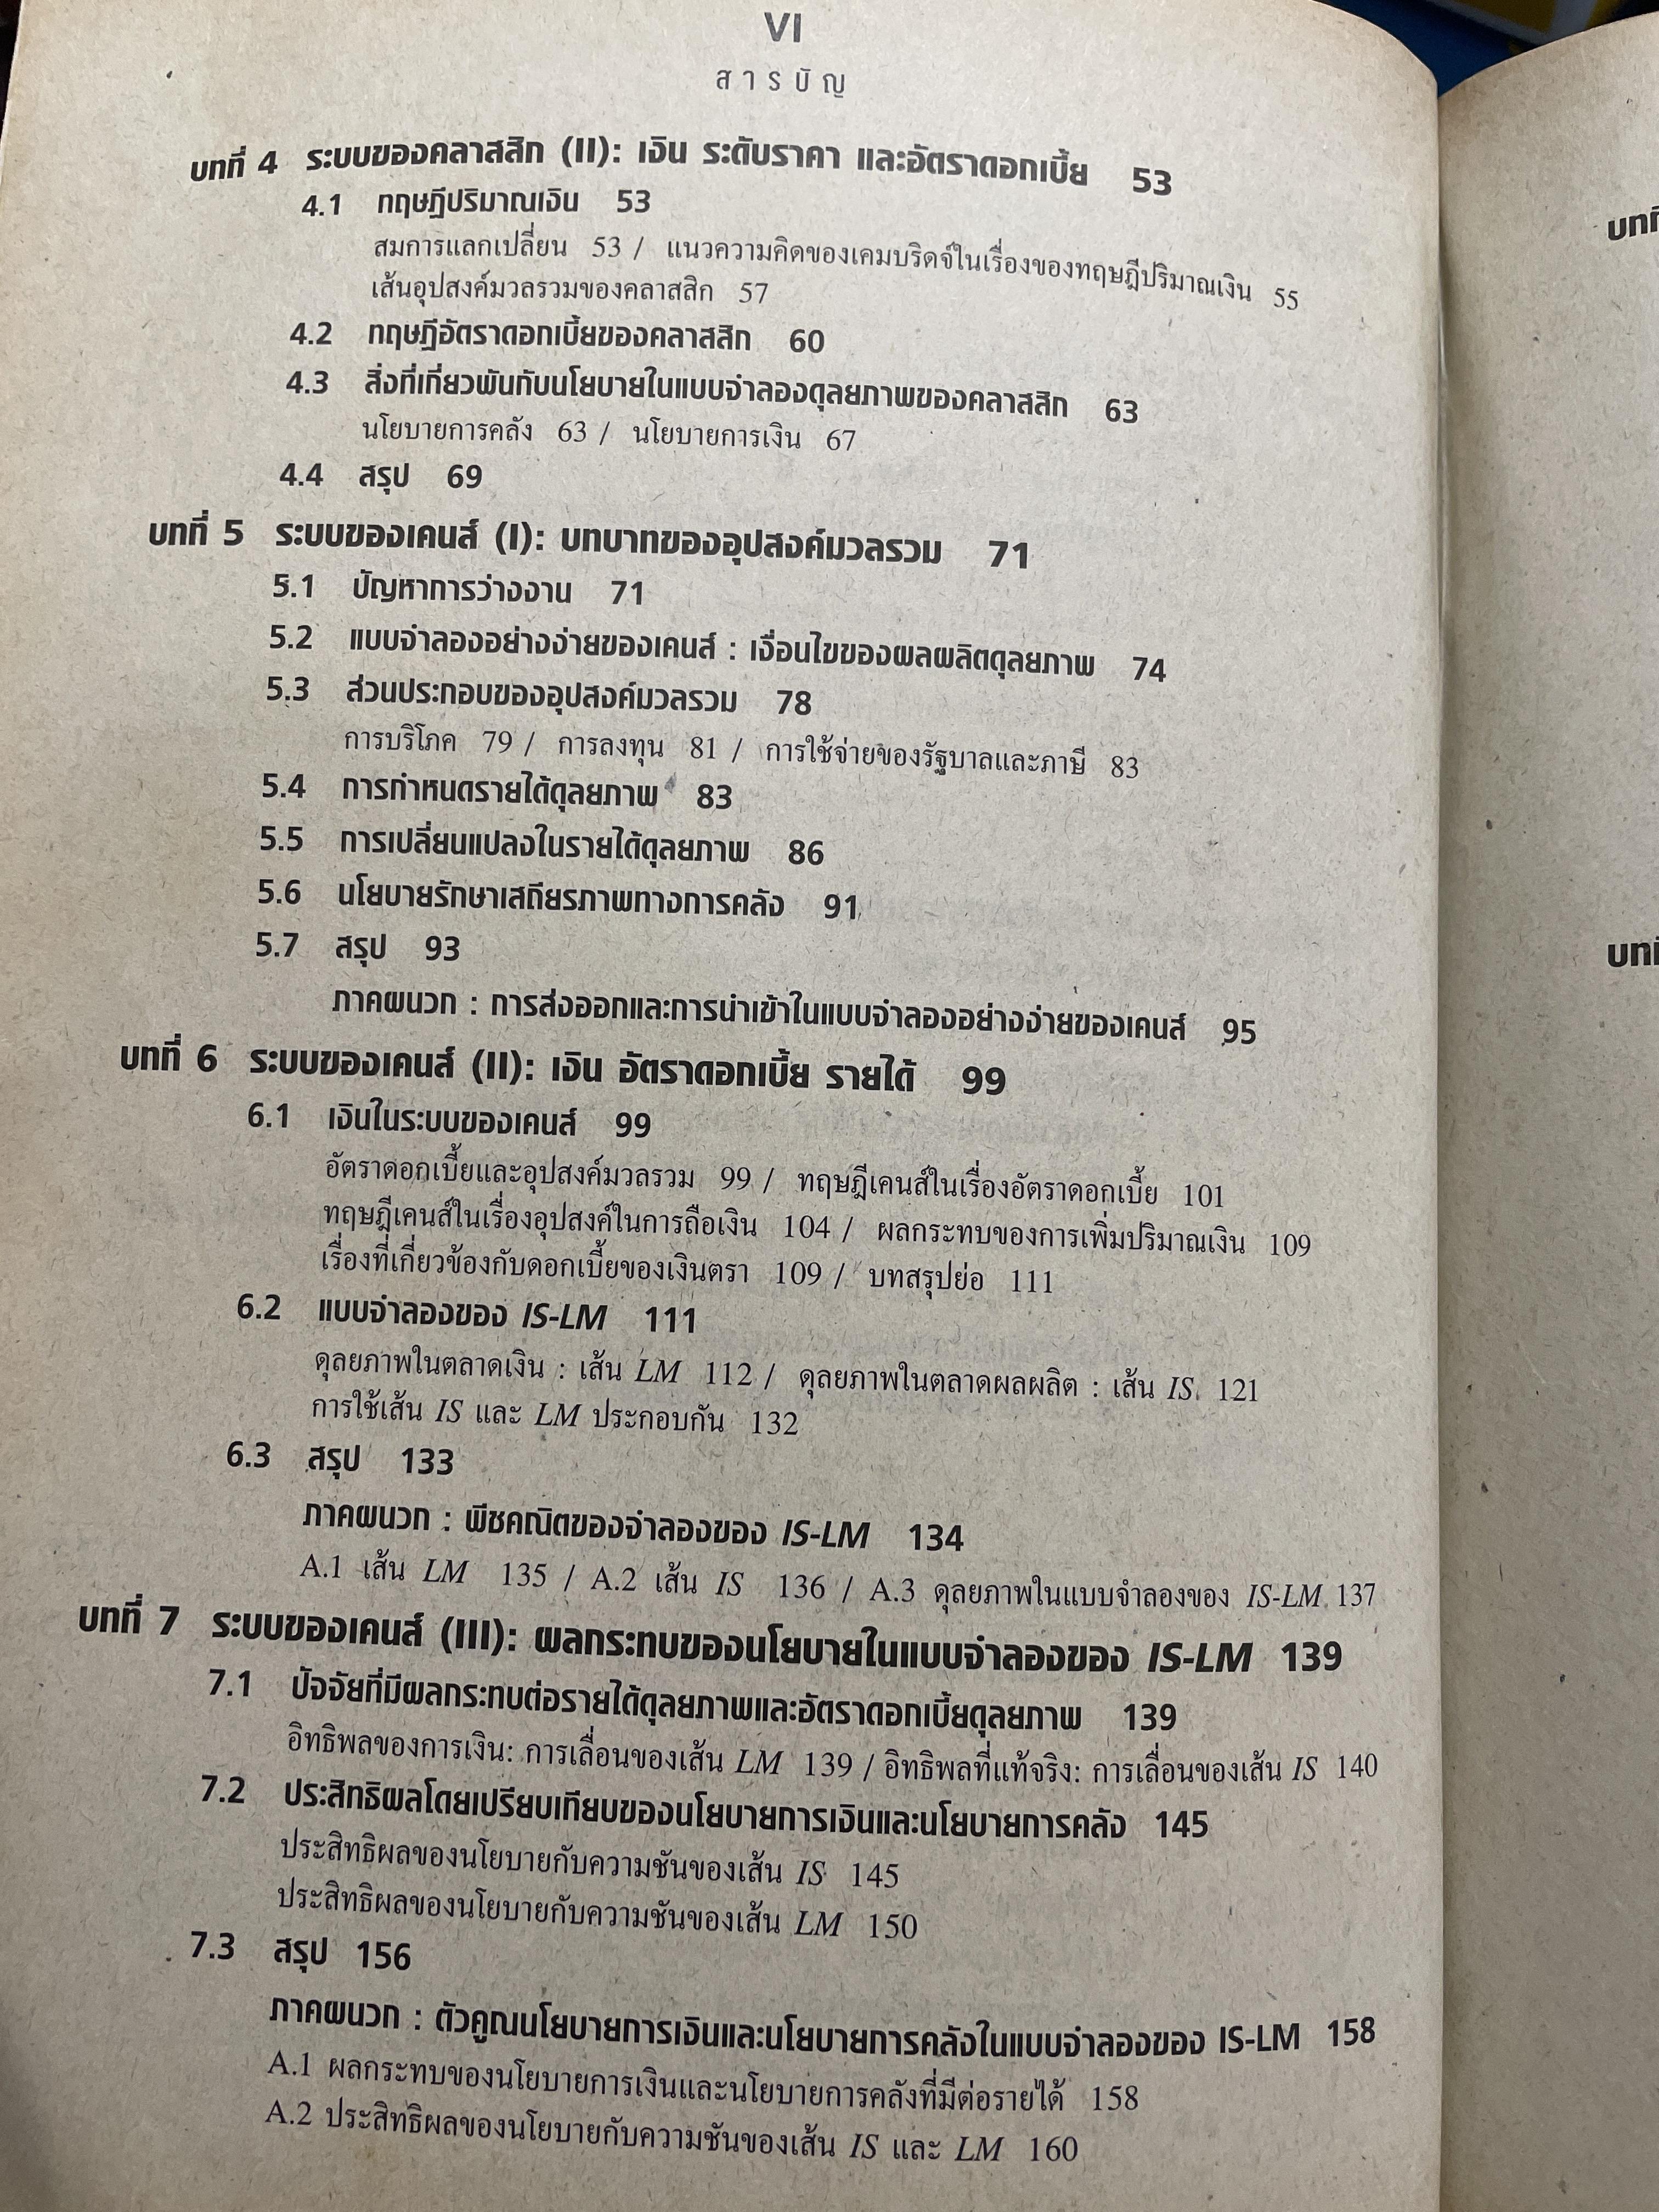 VI
สารบัญ
บทที่ 4 ระบบของคลาสสิก (II): เงิน ระดับราคา และอัตราดอกเบี้ย 53
4.1 ทฤษฎีปริมาณเงิน 53
สมการแลกเปลี่ยน 53 / แนวความคิดของเคมบริดจ์ในเรื่องของทฤษฎีปริมาณเงิน 55
เส้นอุปสงค์มวลรวมของคลาสสิก 57
4.2 ทฤษฎีอัตราดอกเบี้ยของคลาสสิก 60
4.3 สิ่งที่เกี่ยวพันกับนโยบายในแบบจำลองดุลยภาพของคลาสสิก 63
นโยบายการคลัง 63 / นโยบายการเงิน 67
4.4 สรุป 69
บทที่ 5 ระบบของเคนส์ (I): บทบาทของอุปสงค์มวลรวม 71
5.1 ปัญหาการว่างงาน 71
5.2 แบบจำลองอย่างง่ายของเคนส์ : เงื่อนไขของผลผลิตดุลยภาพ 74
5.3 ส่วนประกอบของอุปสงค์มวลรวม 78
การบริโภค 79 / การลงทุน 81 / การใช้จ่ายของรัฐบาลและภาษี 83
5.4 การกำหนดรายได้ดุลยภาพ 83
5.5 การเปลี่ยนแปลงในรายได้ดุลยภาพ 86
5.6 นโยบายรักษาเสถียรภาพทางการคลัง 91
5.7 สรุป 93
ภาคผนวก : การส่งออกและการนำเข้าในแบบจำลองอย่างง่ายของเคนส์ 95
บทที่ 6 ระบบของเคนส์ (II): เงิน อัตราดอกเบี้ย รายได้ 99
6.1 เงินในระบบของเคนส์ 99
อัตราดอกเบี้ยและอุปสงค์มวลรวม 99 / ทฤษฎีเคนส์ในเรื่องอัตราดอกเบี้ย 101
ทฤษฎีเคนส์ในเรื่องอุปสงค์ในการถือเงิน 104 / ผลกระทบของการเพิ่มปริมาณเงิน 109
เรื่องที่เกี่ยวข้องกับดอกเบี้ยของเงินตรา 109 / บทสรุปย่อ 111
6.2 แบบจำลองของ IS-LM 111
ดุลยภาพในตลาดเงิน : เส้น LM 112 / ดุลยภาพในตลาดผลผลิต : เส้น IS 121
การใช้เส้น IS และ LM ประกอบกัน 132
6.3 สรุป 133
ภาคผนวก : พีชคณิตของจำลองของ IS-LM 134
A.1 เส้น LM 135 / A.2 เส้น IS 136 / A.3 ดุลยภาพในแบบจำลองของ IS-LM 137
บทที่ 7 ระบบของเคนส์ (III): ผลกระทบของนโยบายในแบบจำลองของ IS-LM 139
7.1 ปัจจัยที่มีผลกระทบต่อรายได้ดุลยภาพและอัตราดอกเบี้ยดุลยภาพ 139
อิทธิพลของการเงิน: การเลื่อนของเส้น LM 139 / อิทธิพลที่แท้จริง: การเลื่อนของเส้น IS 140
7.2 ประสิทธิผลโดยเปรียบเทียบของนโยบายการเงินและนโยบายการคลัง 145
ประสิทธิผลของนโยบายกับความชันของเส้น IS 145
ประสิทธิผลของนโยบายกับความชันของเส้น LM 150
7.3 สรุป 156
ภาคผนวก : ตัวคูณนโยบายการเงินและนโยบายการคลังในแบบจำลองของ IS-LM 158
A.1 ผลกระทบของนโยบายการเงินและนโยบายการคลังที่มีต่อรายได้ 158
A.2 ประสิทธิผลของนโยบายกับความชันของเส้น IS และ LM 160